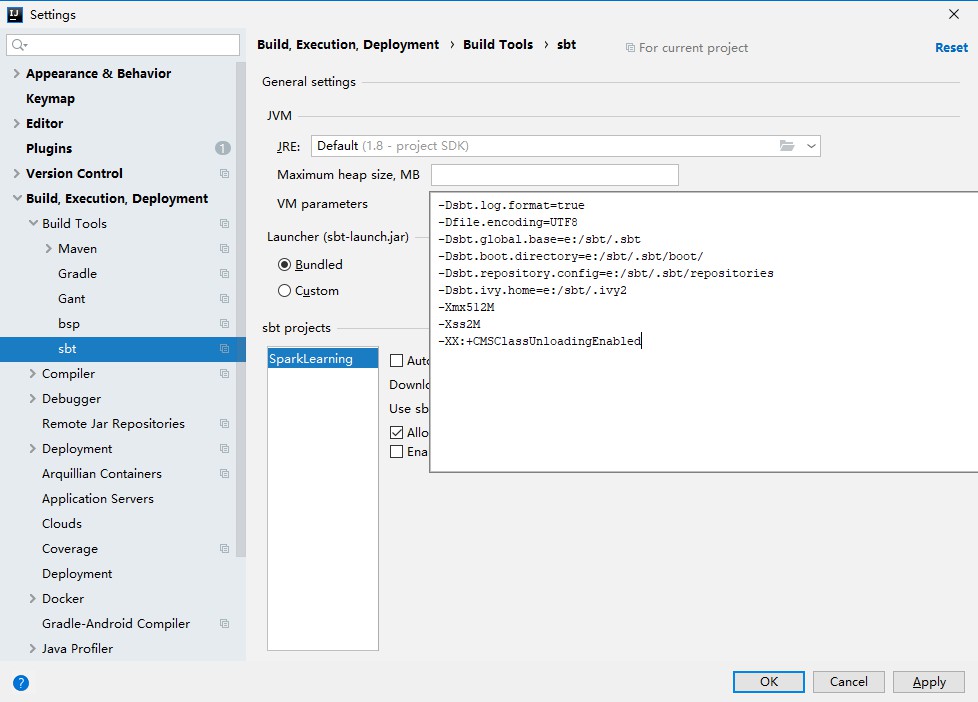 Settings
Build, Execution, Deployment › Build Tools › sbt
For current project
Reset
Appearance & Behavior
Keymap
Editor
Plugins 1
Version Control
Build, Execution, Deployment
Build Tools
Maven
Gradle
Gant
bsp
sbt
Compiler
Debugger
Remote Jar Repositories
Deployment
Arquillian Containers
Application Servers
Clouds
Coverage
Deployment
Docker
Gradle-Android Compiler
Java Profiler
General settings
JVM
JRE: Default (1.8 - project SDK)
Maximum heap size, MB
VM parameters
-Dsbt.log.format=true
-Dfile.encoding=UTF8
-Dsbt.global.base=e:/sbt/.sbt
-Dsbt.boot.directory=e:/sbt/.sbt/boot/
-Dsbt.repository.config=e:/sbt/.sbt/repositories
-Dsbt.ivy.home=e:/sbt/.ivy2
-Xmx512M
-Xss2M
-XX:+CMSClassUnloadingEnabled
Launcher (sbt-launch.jar)
Bundled
Custom
sbt projects
SparkLearning
Auto
Downlo
Use sb
Allo
Ena
?
OK Cancel Apply